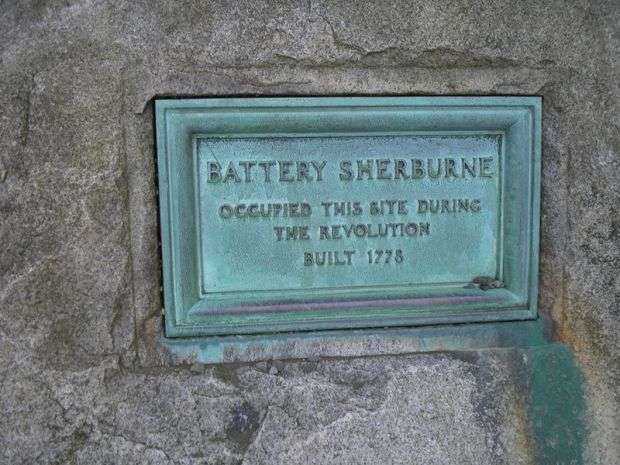 BATTERY SHERBURNE
OCCUPIED THIS SITE DURING
THE REVOLUTION
BUILT 1778